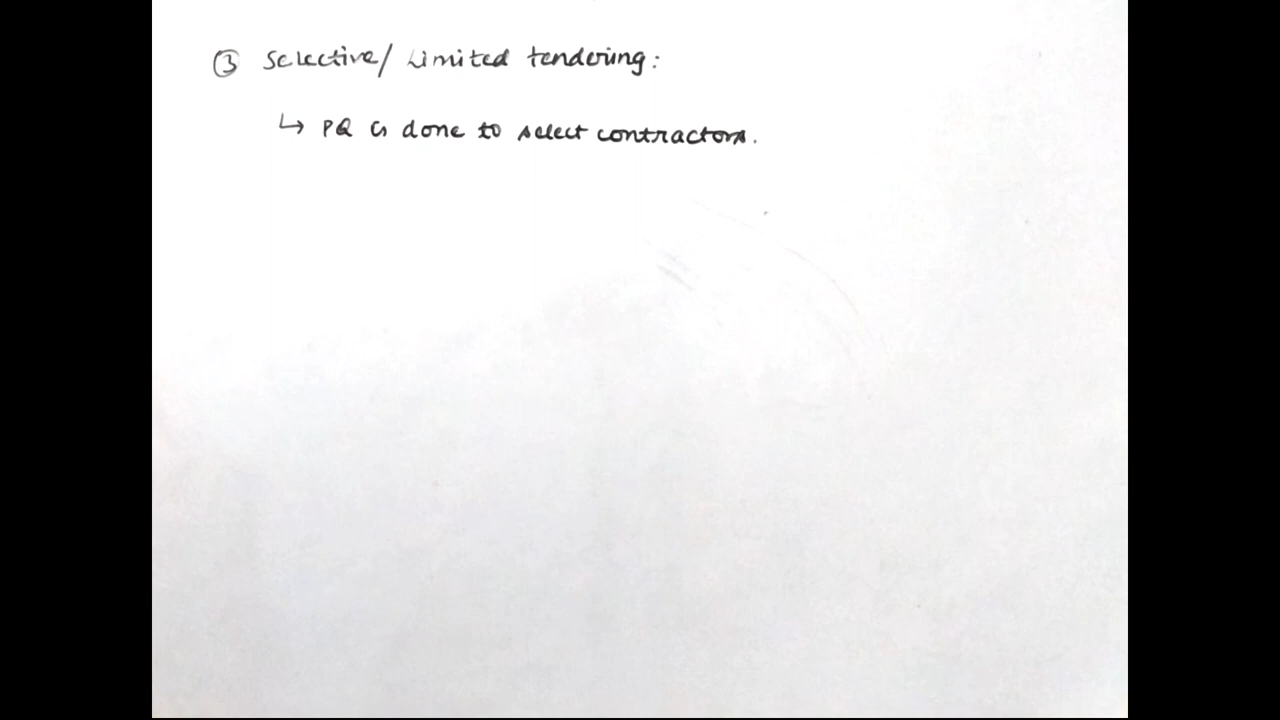 ③ Selective/ Limited tendering:
↳ PQ is done to select contractors.